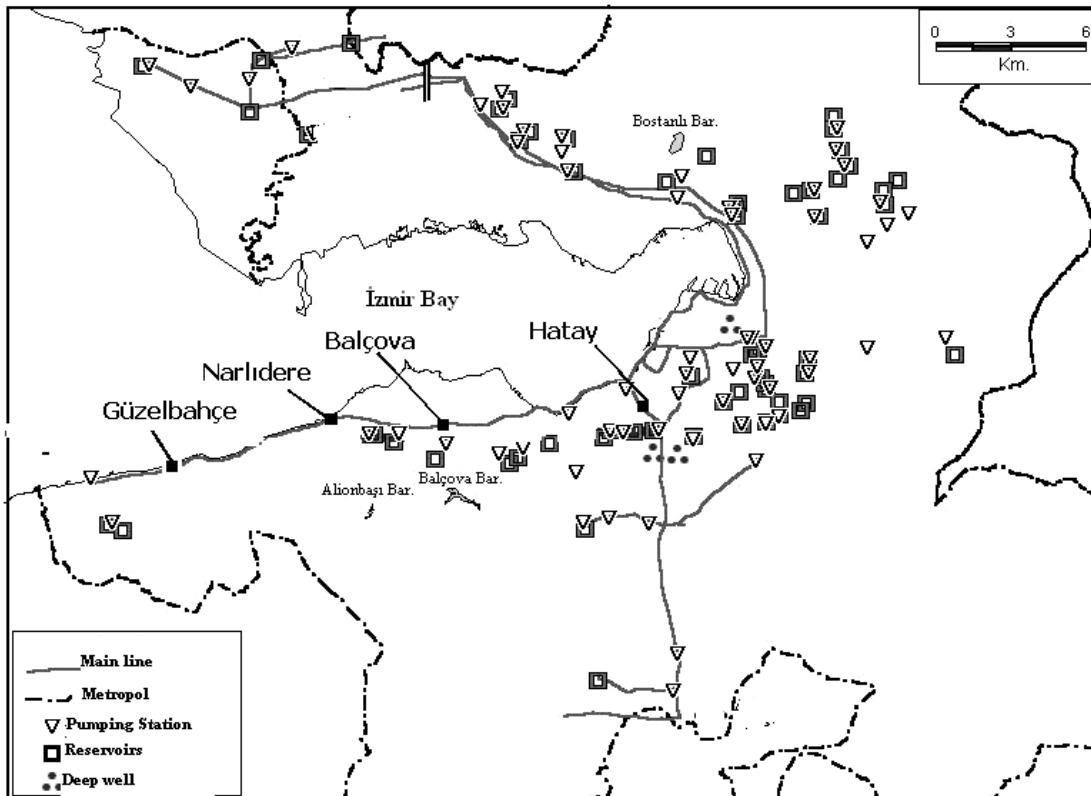 0 3 6
Km.
Bostanlı Bar.
İzmir Bay
Hatay
Balçova
Narlıdere
Güzelbahçe
Balçova Bar.
Alionbaşı Bar.
Main line
Metropol
Pumping Station
Reservoirs
Deep well